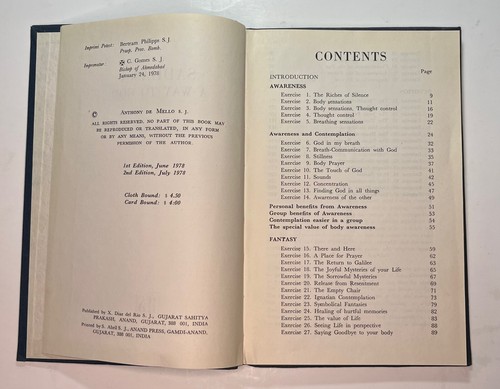 Imprimi Potest: Bertram Philipps S. J.
Praep. Prov. Bomb.
Imprimatur ✠ C. Gomes S. J.
Bishop of Ahmedabad
January 24, 1978
© ANTHONY DE MELLO S. J.
ALL RIGHTS RESERVED, NO PART OF THIS BOOK MAY
BE REPRODUCED OR TRANSLATED, IN ANY FORM
OR BY ANY MEANS, WITHOUT THE PREVIOUS
PERMISSION OF THE AUTHOR.
1st Edition, June 1978
2nd Edition, July 1978
Cloth Bound: $ 4.50
Card Bound: $ 4:00
Published by X. Diaz del Rio S. J., GUJARAT SAHITYA
PRAKASH, ANAND, GUJARAT, 388 001, INDIA
Printed by S. Abril S. J., ANAND PRESS, GAMDI-ANAND,
GUJARAT, 388 001, INDIA
CONTENTS
Page
INTRODUCTION
AWARENESS
Exercise 1. The Riches of Silence 9
Exercise 2. Body sensations 11
Exercise 3. Body sensations. Thought control 16
Exercise 4. Thought control 19
Exercise 5. Breathing sensations 22
Awareness and Contemplation 24
Exercise 6. God in my breath 32
Exercise 7. Breath-Communication with God 33
Exercise 8. Stillness 35
Exercise 9. Body Prayer 37
Exercise 10. The Touch of God 41
Exercise 11. Sounds 43
Exercise 12. Concentration 45
Exercise 13. Finding God in all things 47
Exercise 14. Awareness of the other 49
Personal benefits from Awareness 51
Group benefits of Awareness 53
Contemplation easier in a group 54
The special value of body awareness 55
FANTASY
Exercise 15. There and Here 59
Exercise 16. A Place for Prayer 62
Exercise 17. The Return to Galilee 63
Exercise 18. The Joyful Mysteries of your Life 65
Exercise 19. The Sorrowful Mysteries 67
Exercise 20. Release from Resentment 69
Exercise 21. The Empty Chair 71
Exercise 22. Ignatian Contemplation 73
Exercise 23. Symbolical Fantasies 79
Exercise 24. Healing of hurtful memories 82
Exercise 25. The value of Life 83
Exercise 26. Seeing Life in perspective 88
Exercise 27. Saying Goodbye to your body 89